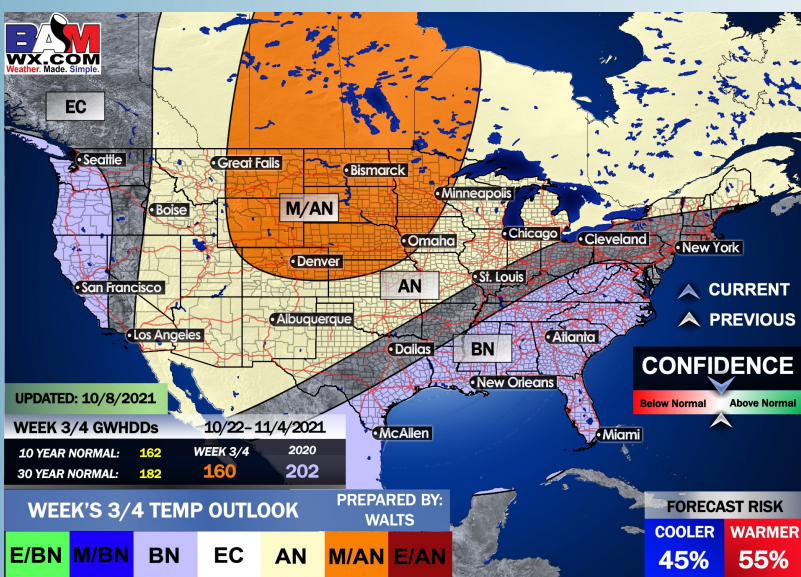 BAM
WX.COM
Weather. Made. Simple.
EC
Seattle
Great Falls
Bismarck
Minneapolis
Boise
M/AN
Omaha
Chicago
Cleveland
New York
Denver
San Francisco
AN
St. Louis
CURRENT
PREVIOUS
Albuquerque
Los Angeles
Dallas
BN
Atlanta
New Orleans
McAllen
Miami
CONFIDENCE
Below Normal Above Normal
UPDATED: 10/8/2021
WEEK 3/4 GWHDDs 10/22–11/4/2021
10 YEAR NORMAL: 162 WEEK 3/4 2020
30 YEAR NORMAL: 182 160 202
WEEK'S 3/4 TEMP OUTLOOK
PREPARED BY:
WALTS
E/BN M/BN BN EC AN M/AN E/AN
FORECAST RISK
COOLER WARMER
45% 55%